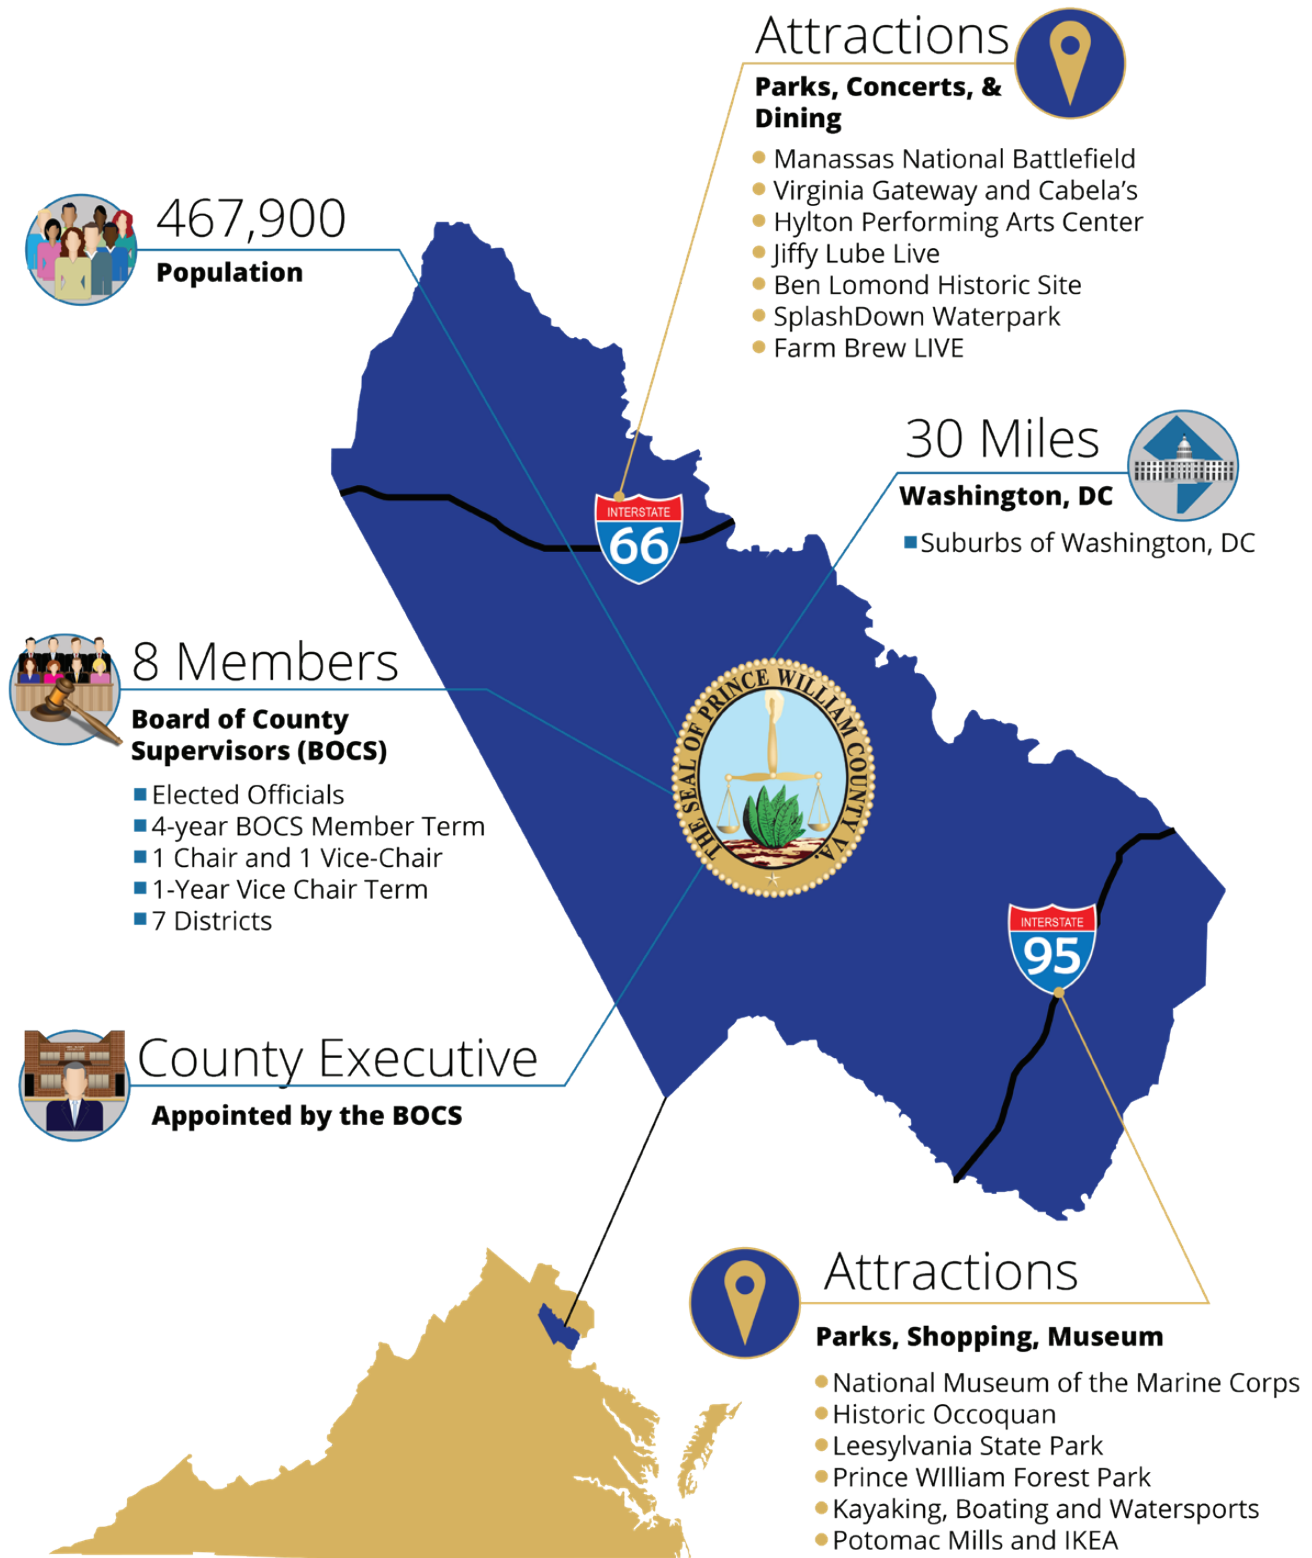 Attractions
Parks, Concerts, &
Dining
Manassas National Battlefield
Virginia Gateway and Cabela’s
Hylton Performing Arts Center
Jiffy Lube Live
Ben Lomond Historic Site
SplashDown Waterpark
Farm Brew LIVE
467,900
Population
30 Miles
Washington, DC
Suburbs of Washington, DC
INTERSTATE
66
8 Members
Board of County
Supervisors (BOCS)
Elected Officials
4-year BOCS Member Term
1 Chair and 1 Vice-Chair
1-Year Vice Chair Term
7 Districts
THE SEAL OF PRINCE WILLIAM COUNTY VA.
INTERSTATE
95
County Executive
Appointed by the BOCS
Attractions
Parks, Shopping, Museum
National Museum of the Marine Corps
Historic Occoquan
Leesylvania State Park
Prince WIlliam Forest Park
Kayaking, Boating and Watersports
Potomac Mills and IKEA